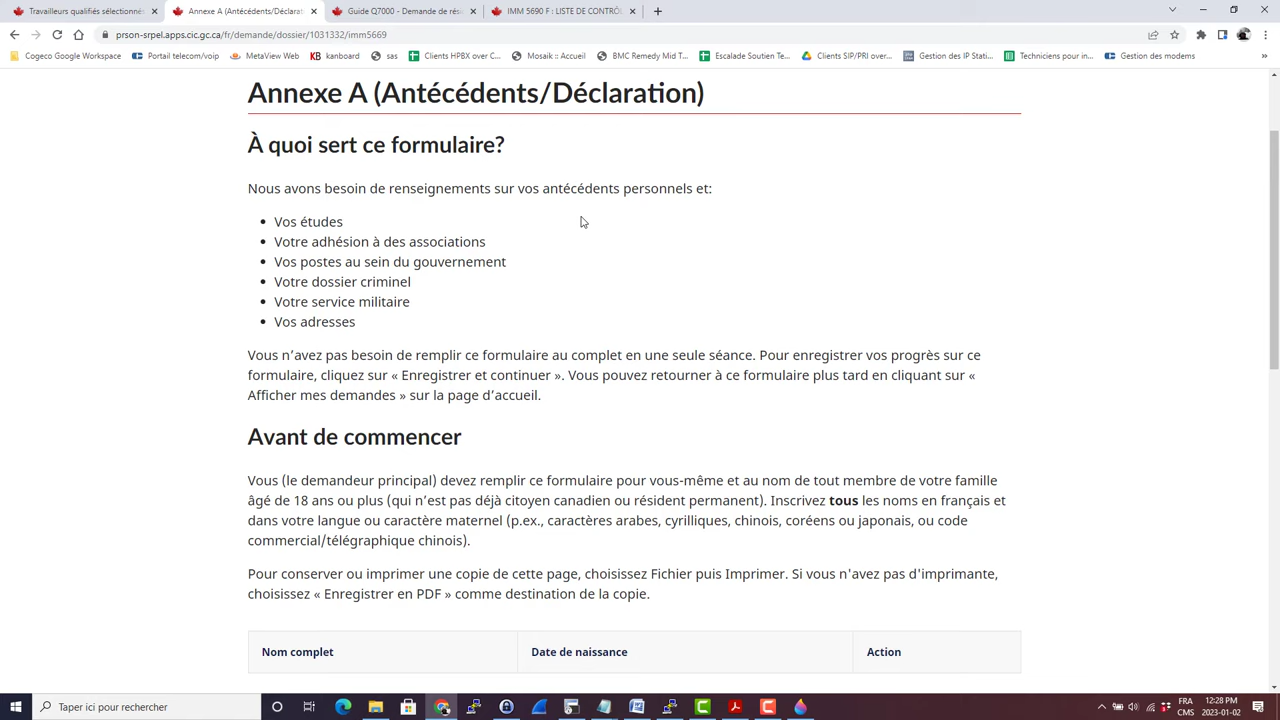 Travailleurs qualifiés sélectionnés
Annexe A (Antécédents/Déclarati
Guide Q7000 - Demande de rés
IMM 5690 F : LISTE DE CONTRÔ
prson-srpel.apps.cic.gc.ca/fr/demande/dossier/1031332/imm5669
Cogeco Google Workspace
Portail telecom/voip
MetaView Web
KB kanboard
sas
Clients HPBX over C...
Mosaik :: Accueil
BMC Remedy Mid T...
Escalade Soutien Te...
Clients SIP/PRI over...
Gestion des IP Stati...
Techniciens pour in...
Gestion des modems
»
Annexe A (Antécédents/Déclaration)
À quoi sert ce formulaire?
Nous avons besoin de renseignements sur vos antécédents personnels et:
• Vos études
• Votre adhésion à des associations
• Vos postes au sein du gouvernement
• Votre dossier criminel
• Votre service militaire
• Vos adresses
Vous n’avez pas besoin de remplir ce formulaire au complet en une seule séance. Pour enregistrer vos progrès sur ce
formulaire, cliquez sur « Enregistrer et continuer ». Vous pouvez retourner à ce formulaire plus tard en cliquant sur «
Afficher mes demandes » sur la page d’accueil.
Avant de commencer
Vous (le demandeur principal) devez remplir ce formulaire pour vous-même et au nom de tout membre de votre famille
âgé de 18 ans ou plus (qui n’est pas déjà citoyen canadien ou résident permanent). Inscrivez tous les noms en français et
dans votre langue ou caractère maternel (p.ex., caractères arabes, cyrilliques, chinois, coréens ou japonais, ou code
commercial/télégraphique chinois).
Pour conserver ou imprimer une copie de cette page, choisissez Fichier puis Imprimer. Si vous n'avez pas d'imprimante,
choisissez « Enregistrer en PDF » comme destination de la copie.
Nom complet
Date de naissance
Action
Taper ici pour rechercher
FRA
CMS
12:28 PM
2023-01-02